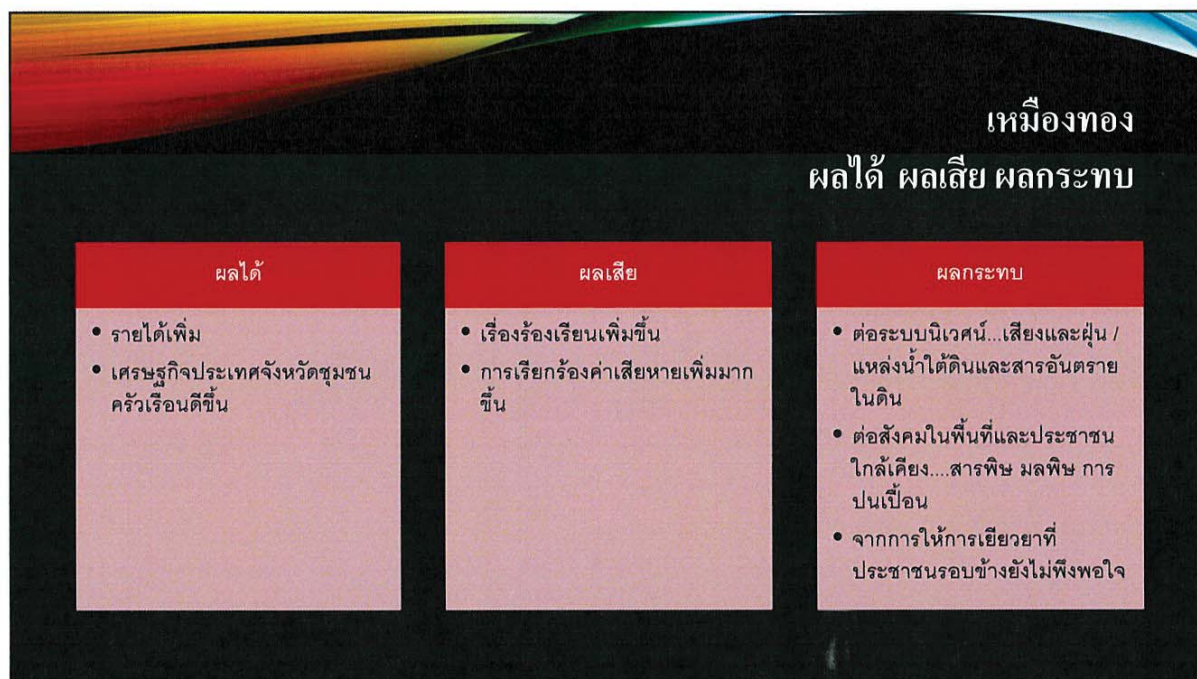 เหมืองทอง
ผลได้ ผลเสีย ผลกระทบ
ผลได้
• รายได้เพิ่ม
• เศรษฐกิจประเทศจังหวัดชุมชน
ครัวเรือนดีขึ้น
ผลเสีย
• เรื่องร้องเรียนเพิ่มขึ้น
• การเรียกร้องค่าเสียหายเพิ่มมาก
ขึ้น
ผลกระทบ
• ต่อระบบนิเวศน์...เสียงและฝุ่น /
แหล่งน้ำใต้ดินและสารอันตราย
ในดิน
• ต่อสังคมในพื้นที่และประชาชน
ใกล้เคียง....สารพิษ มลพิษ การ
ปนเปื้อน
• จากการให้การเยียวยาที่
ประชาชนรอบข้างยังไม่พึงพอใจ